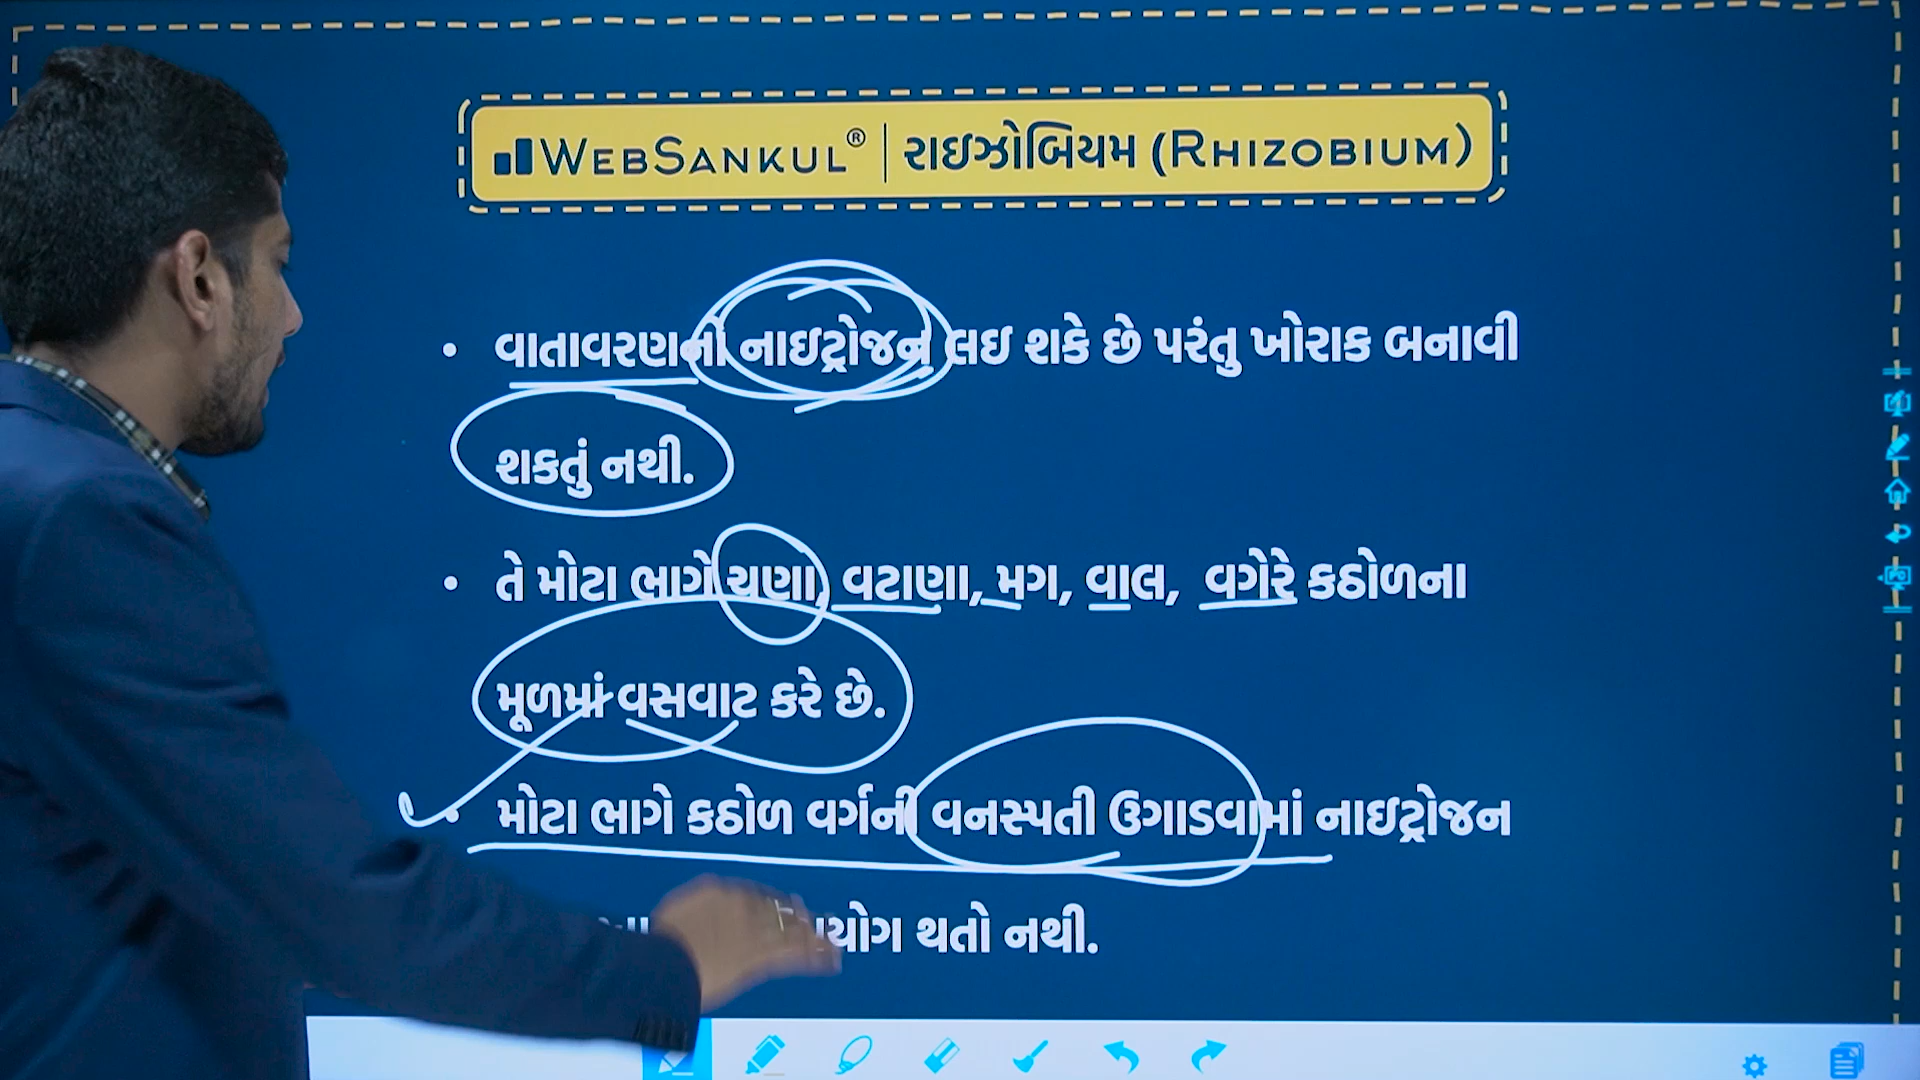 WEBSANKUL® | રાઇઝોબિયમ (RHIZOBIUM)
• વાતાવરણનો નાઇટ્રોજન લઇ શકે છે પરંતુ ખોરાક બનાવી
શકતું નથી.
• તે મોટા ભાગે ચણા, વટાણા, મગ, વાલ, વગેરે કઠોળના
મૂળમાં વસવાટ કરે છે.
• મોટા ભાગે કઠોળ વર્ગની વનસ્પતી ઉગાડવામાં નાઇટ્રોજન
થતો નથી.